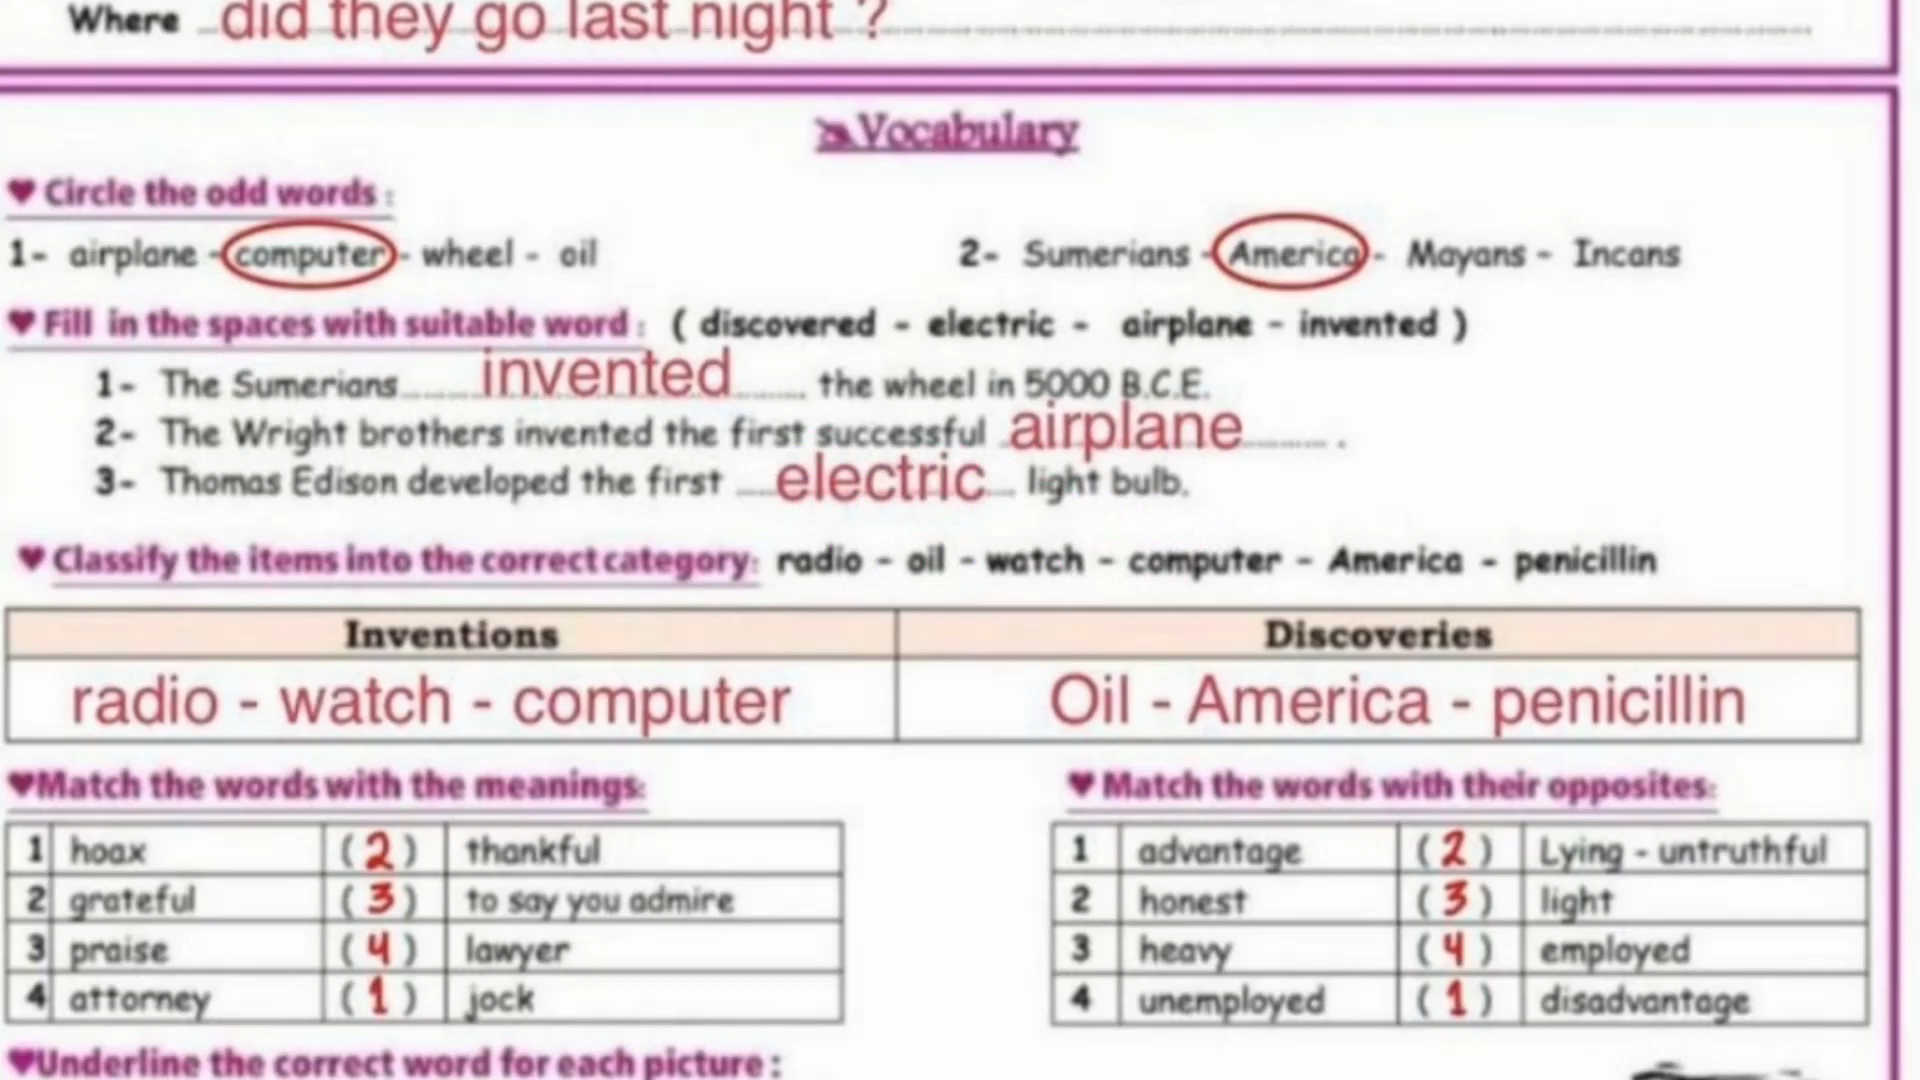 Where did they go last night ?
Vocabulary
Circle the odd words :
1- airplane - computer - wheel - oil
2- Sumerians - America - Mayans - Incans
Fill in the spaces with suitable word : ( discovered - electric - airplane - invented )
1- The Sumerians invented the wheel in 5000 B.C.E.
2- The Wright brothers invented the first successful airplane .
3- Thomas Edison developed the first electric light bulb.
Classify the items into the correct category: radio - oil - watch - computer - America - penicillin
Inventions Discoveries
radio - watch - computer Oil - America - penicillin
Match the words with the meanings:
1 hoax ( 2 ) thankful
2 grateful ( 3 ) to say you admire
3 praise ( 4 ) lawyer
4 attorney ( 1 ) jock
Match the words with their opposites:
1 advantage ( 2 ) Lying - untruthful
2 honest ( 3 ) light
3 heavy ( 4 ) employed
4 unemployed ( 1 ) disadvantage
Underline the correct word for each picture :